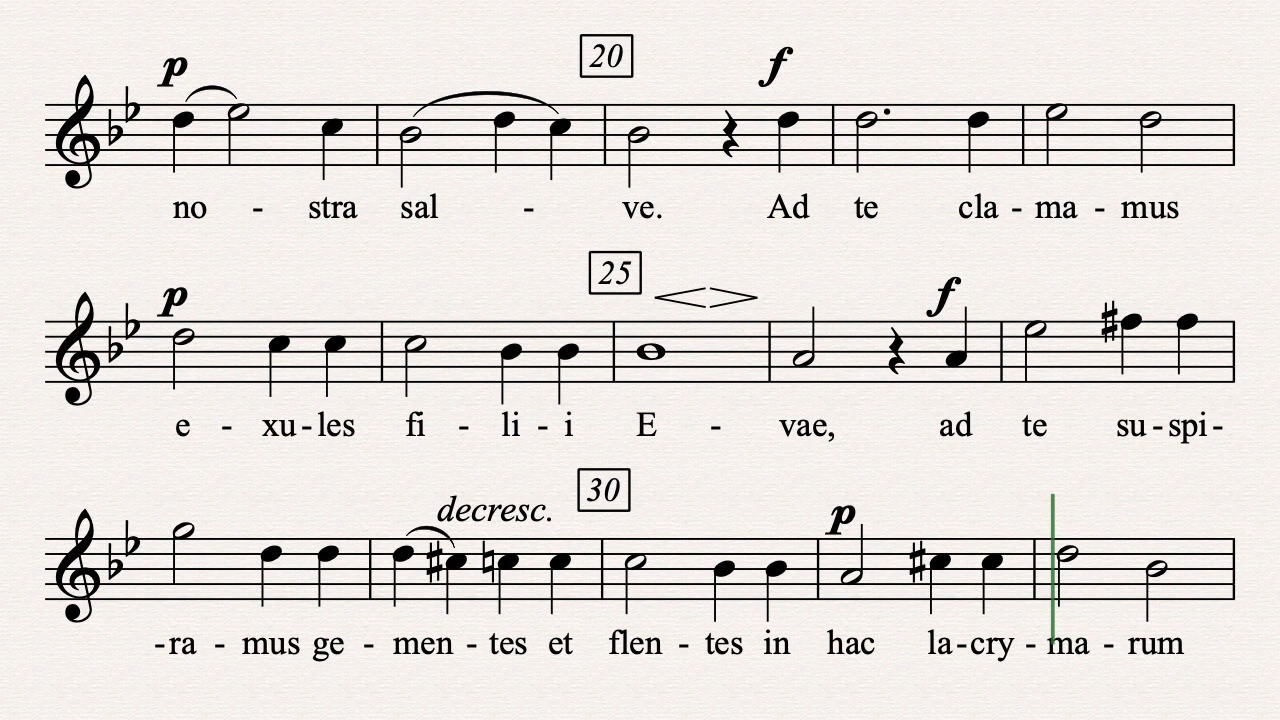 p 20 f
no - stra sal - ve. Ad te cla - ma - mus
25
p f
e - xu - les fi - li - i E - vae, ad te su - spi -
30
decresc.
p
- ra - mus ge - men - tes et flen - tes in hac la - cry - ma - rum